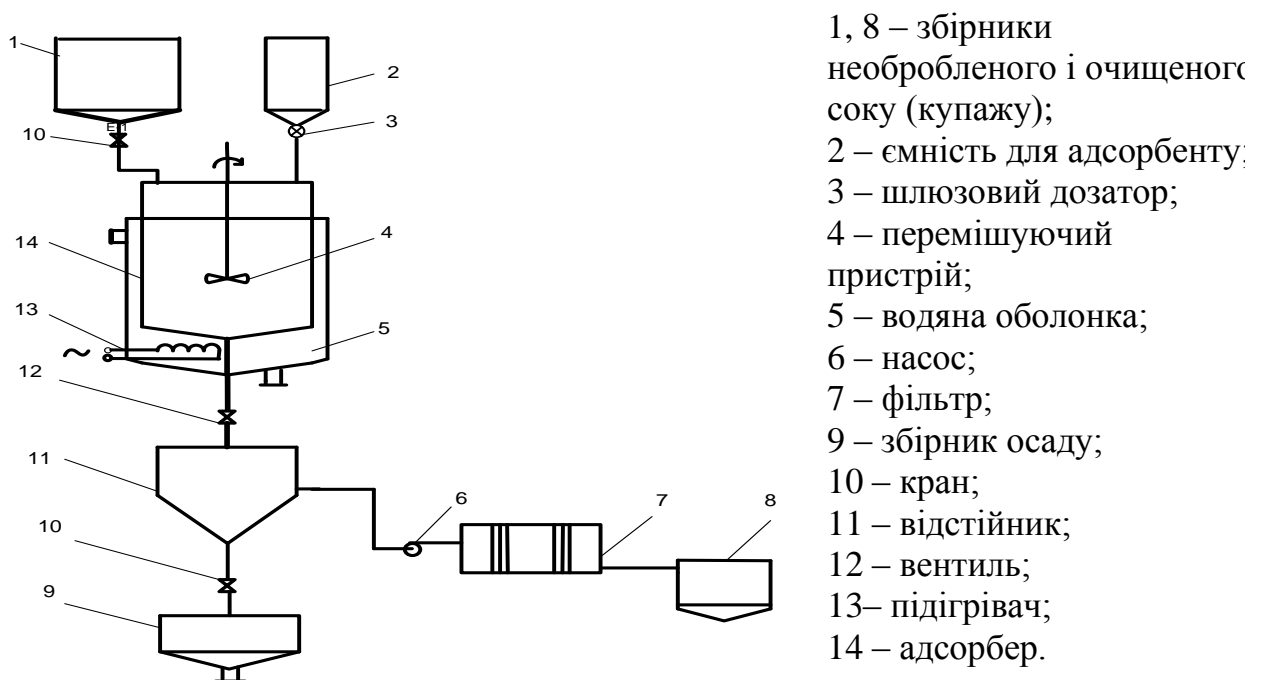 1
2
3
10
4
14
13
5
~
12
11
6
7
8
10
9
1, 8 – збірники
необробленого і очищеного
соку (купажу);
2 – ємність для адсорбенту;
3 – шлюзовий дозатор;
4 – перемішуючий
пристрій;
5 – водяна оболонка;
6 – насос;
7 – фільтр;
9 – збірник осаду;
10 – кран;
11 – відстійник;
12 – вентиль;
13– підігрівач;
14 – адсорбер.